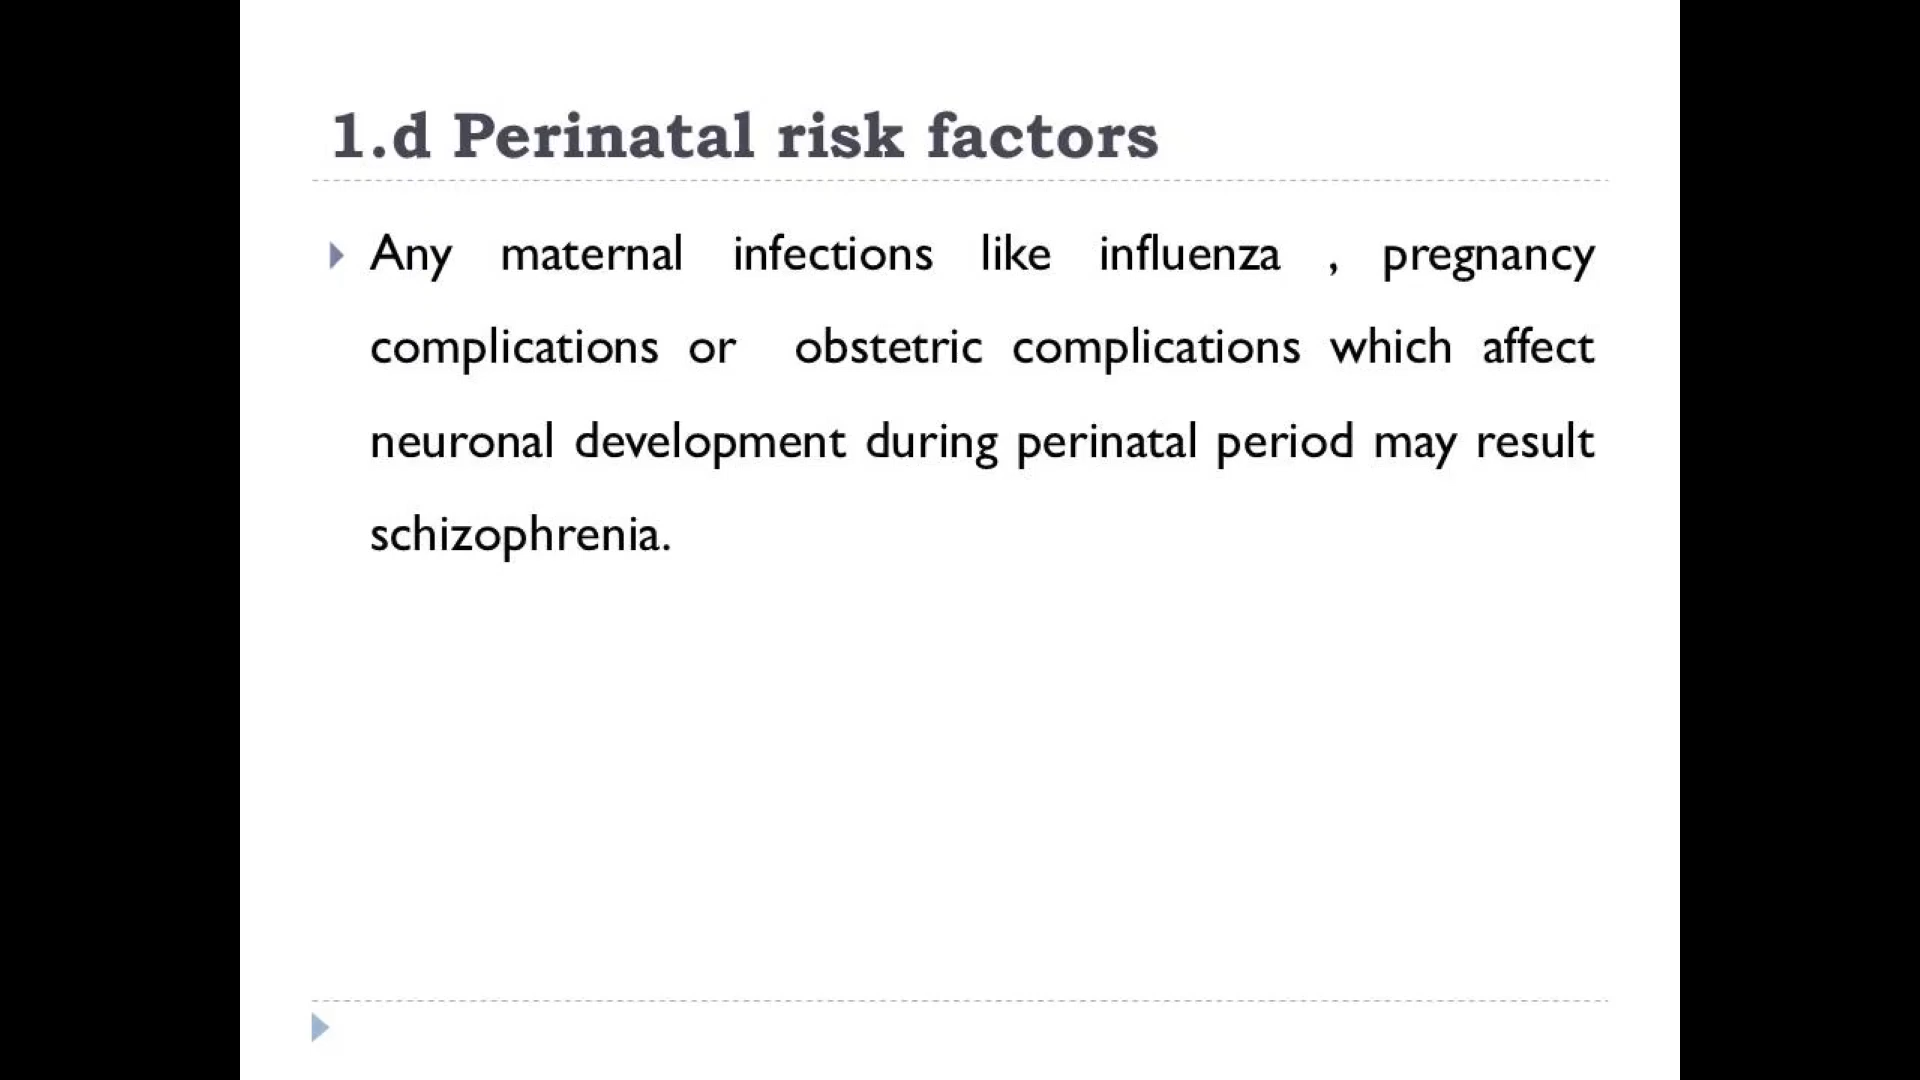 1.d Perinatal risk factors
Any maternal infections like influenza , pregnancy
complications or obstetric complications which affect
neuronal development during perinatal period may result
schizophrenia.